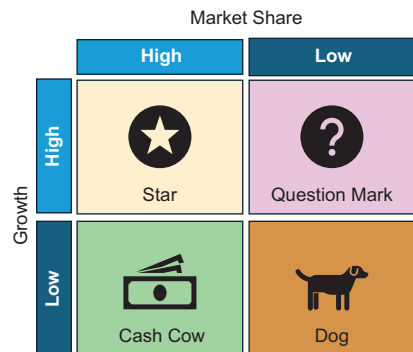 Market Share
High
Low
Growth
High
Star
?
Question Mark
Low
Cash Cow
Dog